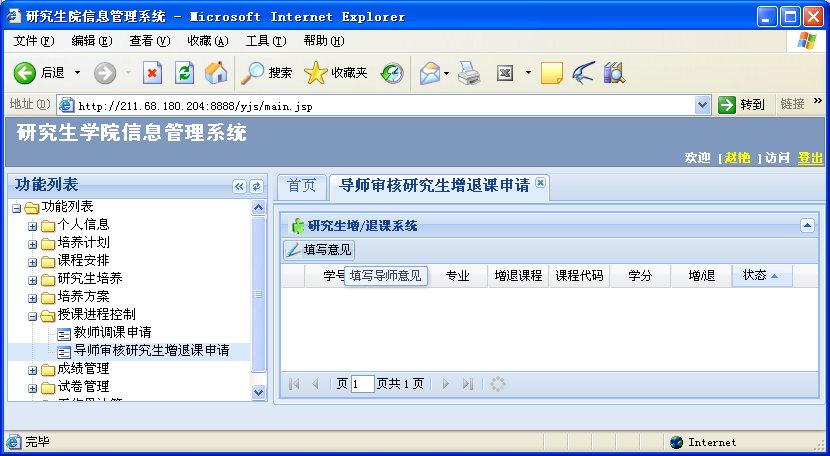 研究生院信息管理系统 - Microsoft Internet Explorer
文件(F) 编辑(E) 查看(V) 收藏(A) 工具(T) 帮助(H)
后退 搜索 收藏夹
地址(D) http://211.68.180.204:8888/yjs/main.jsp 转到 链接 »
研究生学院信息管理系统
欢迎 [赵艳 ]访问 登出
功能列表
首页 导师审核研究生增退课申请
功能列表
个人信息
培养计划
课程安排
研究生培养
培养方案
授课进程控制
教师调课申请
导师审核研究生增退课申请
成绩管理
试卷管理
研究生增/退课系统
填写意见
学号 专业 增退课程 课程代码 学分 增/退 状态
填写导师意见
页 1 页共 1 页
完毕 Internet